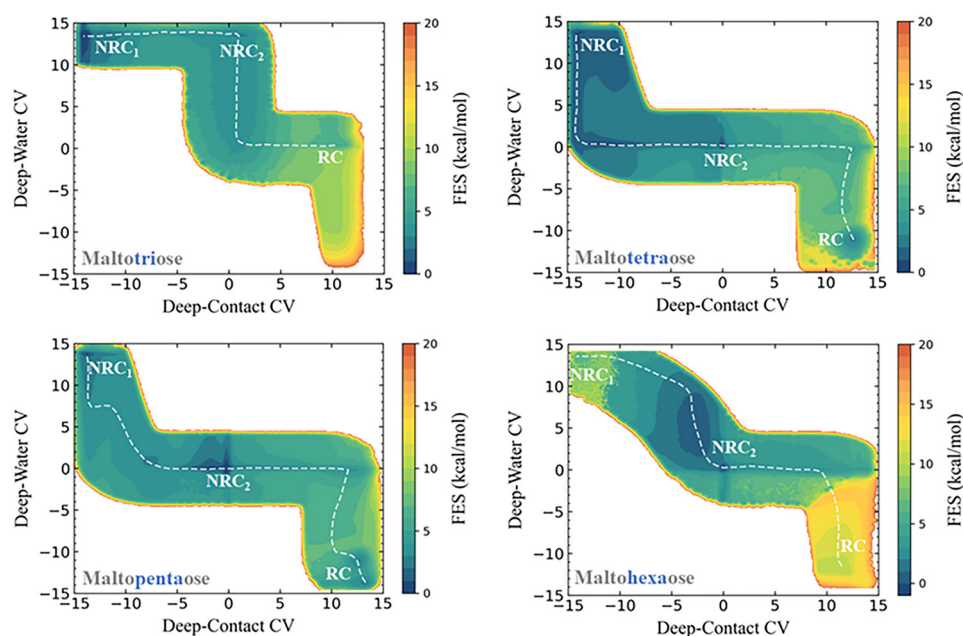 15
10
5
0
−5
−10
−15
−15 −10 −5 0 5 10 15
Deep-Water CV
Deep-Contact CV
NRC1
NRC2
RC
Maltotriose
20
15
10
5
0
FES (kcal/mol)
15
10
5
0
−5
−10
−15
−15 −10 −5 0 5 10 15
Deep-Water CV
Deep-Contact CV
NRC1
NRC2
RC
Maltotetraose
20
15
10
5
0
FES (kcal/mol)
15
10
5
0
−5
−10
−15
−15 −10 −5 0 5 10 15
Deep-Water CV
Deep-Contact CV
NRC1
NRC2
RC
Maltopentaose
20
15
10
5
0
FES (kcal/mol)
15
10
5
0
−5
−10
−15
−15 −10 −5 0 5 10 15
Deep-Water CV
Deep-Contact CV
NRC1
NRC2
RC
Maltohexaose
20
15
10
5
0
FES (kcal/mol)